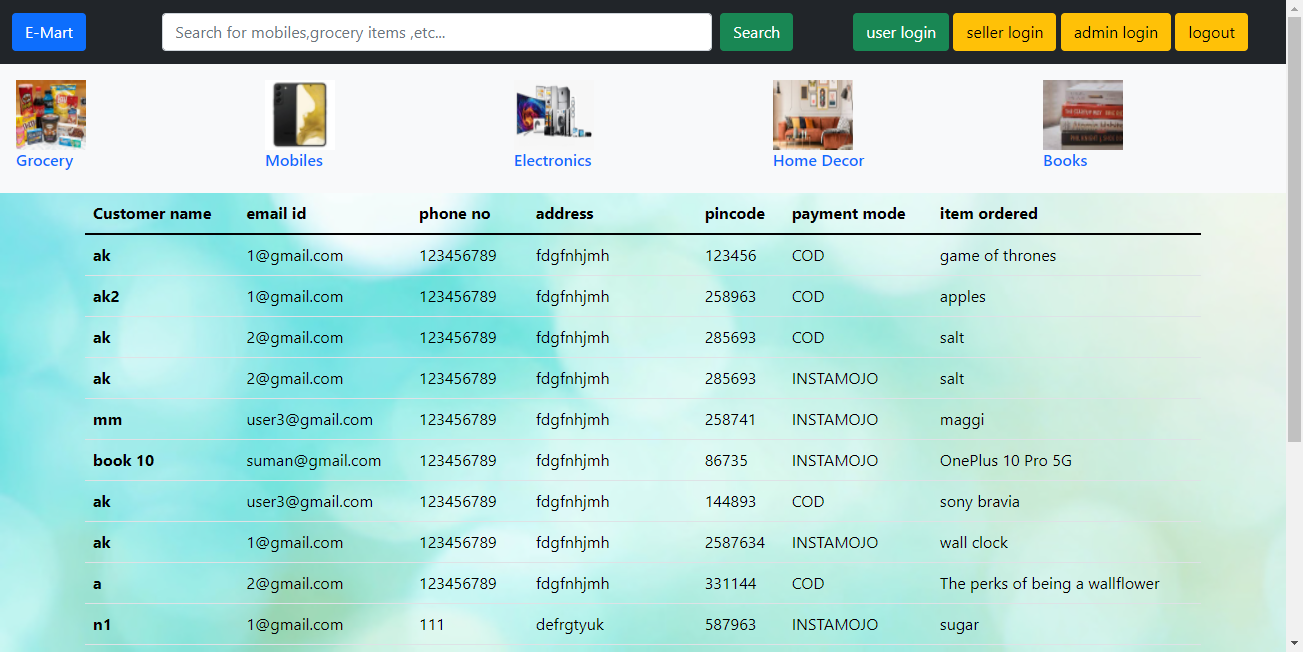 E-Mart Search for mobiles,grocery items ,etc... Search user login seller login admin login logout
Grocery Mobiles Electronics Home Decor Books
Customer name email id phone no address pincode payment mode item ordered
ak 1@gmail.com 123456789 fdgfnhjmh 123456 COD game of thrones
ak2 1@gmail.com 123456789 fdgfnhjmh 258963 COD apples
ak 2@gmail.com 123456789 fdgfnhjmh 285693 COD salt
ak 2@gmail.com 123456789 fdgfnhjmh 285693 INSTAMOJO salt
mm user3@gmail.com 123456789 fdgfnhjmh 258741 INSTAMOJO maggi
book 10 suman@gmail.com 123456789 fdgfnhjmh 86735 INSTAMOJO OnePlus 10 Pro 5G
ak user3@gmail.com 123456789 fdgfnhjmh 144893 COD sony bravia
ak 1@gmail.com 123456789 fdgfnhjmh 2587634 INSTAMOJO wall clock
a 2@gmail.com 123456789 fdgfnhjmh 331144 COD The perks of being a wallflower
n1 1@gmail.com 111 defrgtyuk 587963 INSTAMOJO sugar